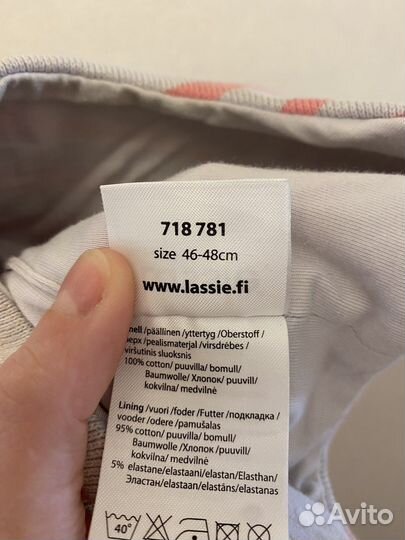 718 781
size 46-48cm
www.lassie.fi
/päällinen/yttertyg/Oberstoff/
/pealismaterjal/virsdrēbes/
viršutinis sluoksnis
100% cotton/ puuvilla/ bomull/
Baumwolle/ Хлопок/ puuvill/
kokvilna/ medvilnė
Lining/vuori/foder/Futter/подкладка/
vooder/odere/pamušalas
95% cotton/ puuvilla/ bomull/
Baumwolle/Хлопок/ puuvill/
kokvilna/ medvilnė
5% elastane/elastaani/elastan/Elasthan/
Эластан/elastaan/elastāns/elastanas
40°
Avito